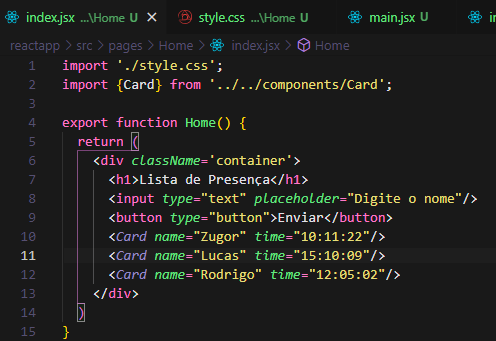 index.jsx ...\Home U style.css ...\Home U main.jsx U in
reactapp > src > pages > Home > index.jsx > Home
1 import './style.css';
2 import {Card} from '../../components/Card';
3
4 export function Home() {
5 return (
6 <div className='container'>
7 <h1>Lista de Presença</h1>
8 <input type="text" placeholder="Digite o nome"/>
9 <button type="button">Enviar</button>
10 <Card name="Zugor" time="10:11:22"/>
11 <Card name="Lucas" time="15:10:09"/>
12 <Card name="Rodrigo" time="12:05:02"/>
13 </div>
14 )
15 }